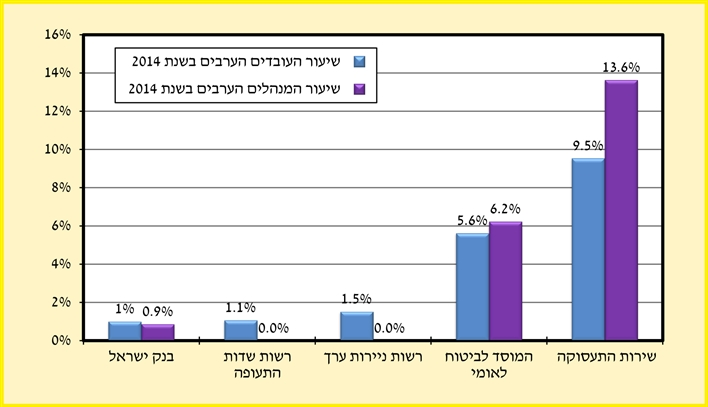 16%
14%
12%
10%
8%
6%
4%
2%
0%
שיעור העובדים הערבים בשנת 2014
שיעור המנהלים הערבים בשנת 2014
1%
0.9%
1.1%
0.0%
1.5%
0.0%
5.6%
6.2%
9.5%
13.6%
בנק ישראל
רשות שדות
התעופה
רשות ניירות ערך
המוסד לביטוח
לאומי
שירות התעסוקה